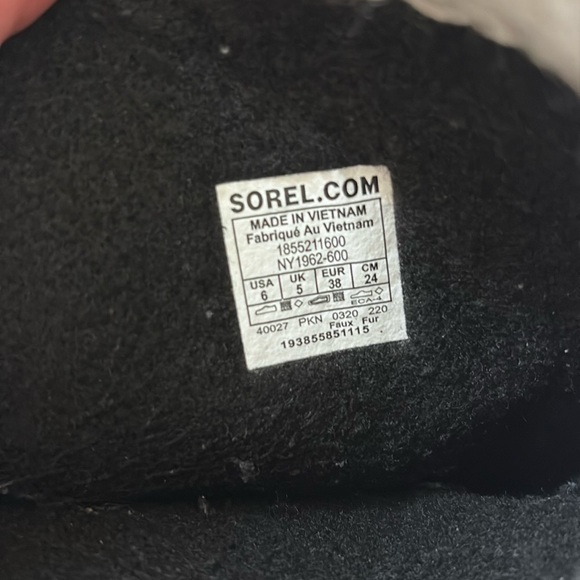 SOREL.COM
MADE IN VIETNAM
Fabriqué Au Vietnam
1855211600
NY1962-600
USA UK EUR CM
6 5 38 24
ECA-4
40027 PKN 0320 220
Faux Fur
193855851115